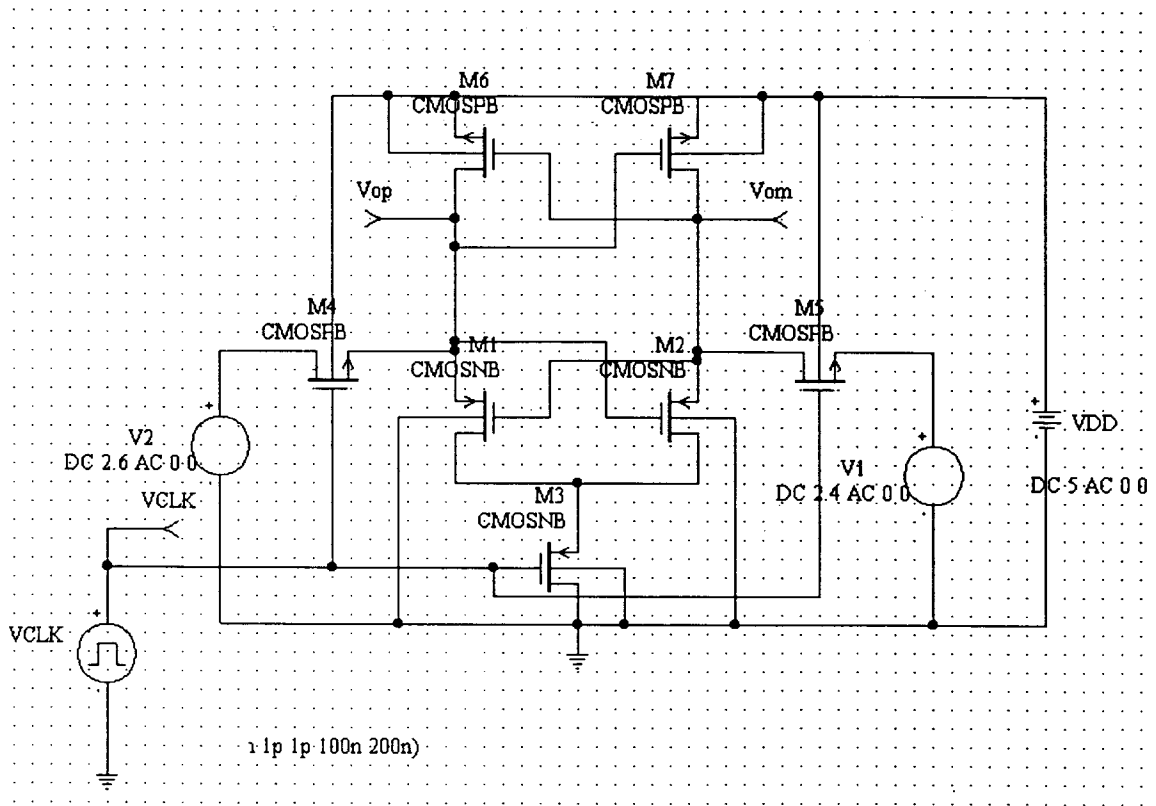 M6
CMOSPB
M7
CMOSPB
Vop
Vom
M4
CMOSPB
M1
CMOSNB
M2
CMOSNB
M5
CMOSPB
V2
DC 2.6 AC 0 0
VCLK
M3
CMOSNB
V1
DC 2.4 AC 0 0
VDD
DC 5 AC 0 0
VCLK
1p 1p 100n 200n)